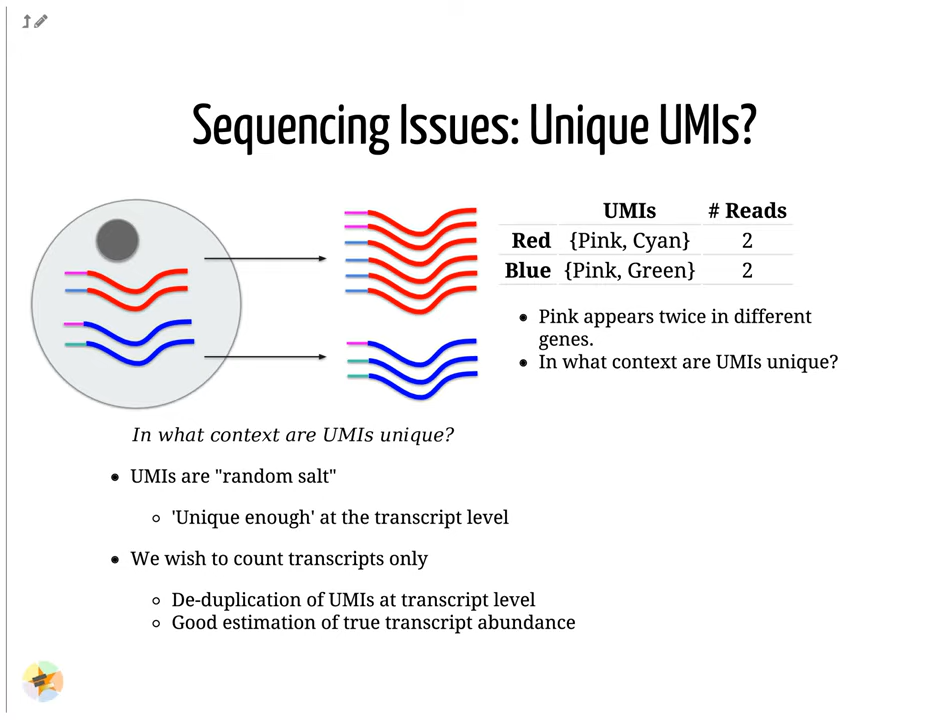 Sequencing Issues: Unique UMIs?
UMIs # Reads
Red {Pink, Cyan} 2
Blue {Pink, Green} 2
Pink appears twice in different
genes.
In what context are UMIs unique?
In what context are UMIs unique?
UMIs are "random salt"
'Unique enough' at the transcript level
We wish to count transcripts only
De-duplication of UMIs at transcript level
Good estimation of true transcript abundance